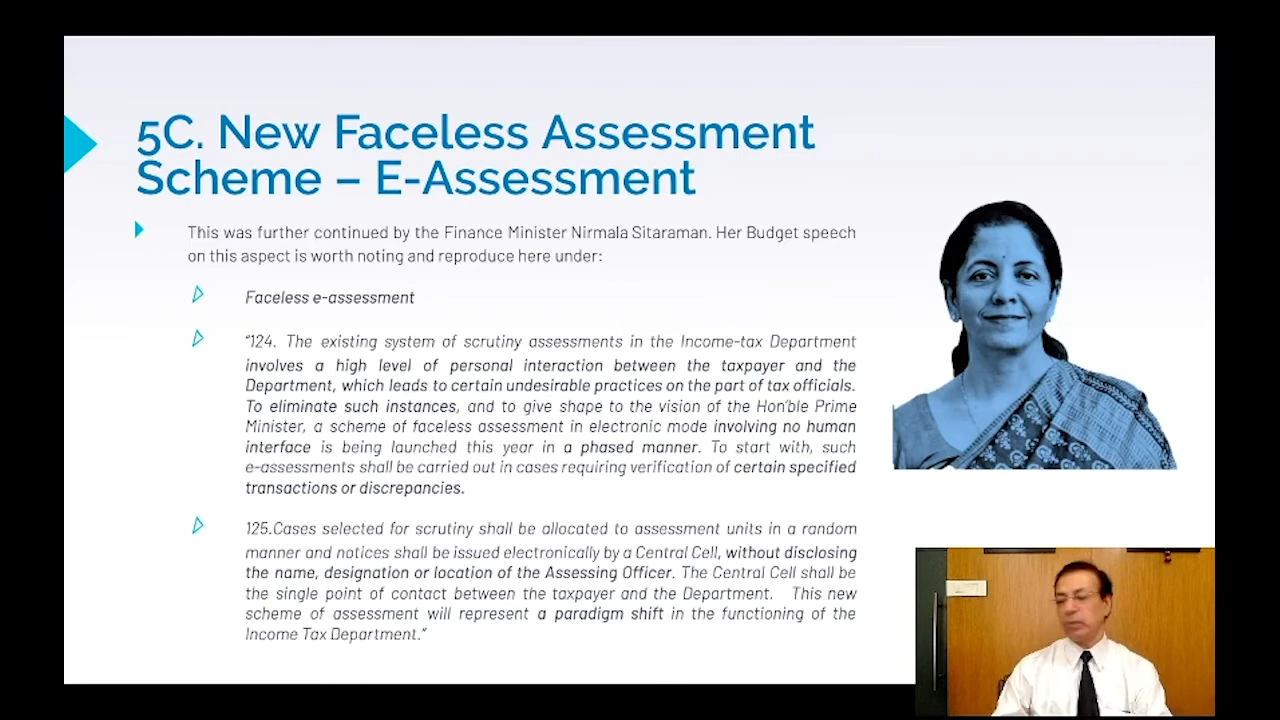 5C. New Faceless Assessment
Scheme – E-Assessment
This was further continued by the Finance Minister Nirmala Sitaraman. Her Budget speech
on this aspect is worth noting and reproduce here under:
Faceless e-assessment
“124. The existing system of scrutiny assessments in the Income-tax Department
involves a high level of personal interaction between the taxpayer and the
Department, which leads to certain undesirable practices on the part of tax officials.
To eliminate such instances, and to give shape to the vision of the Hon’ble Prime
Minister, a scheme of faceless assessment in electronic mode involving no human
interface is being launched this year in a phased manner. To start with, such
e-assessments shall be carried out in cases requiring verification of certain specified
transactions or discrepancies.
125.Cases selected for scrutiny shall be allocated to assessment units in a random
manner and notices shall be issued electronically by a Central Cell, without disclosing
the name, designation or location of the Assessing Officer. The Central Cell shall be
the single point of contact between the taxpayer and the Department. This new
scheme of assessment will represent a paradigm shift in the functioning of the
Income Tax Department.”